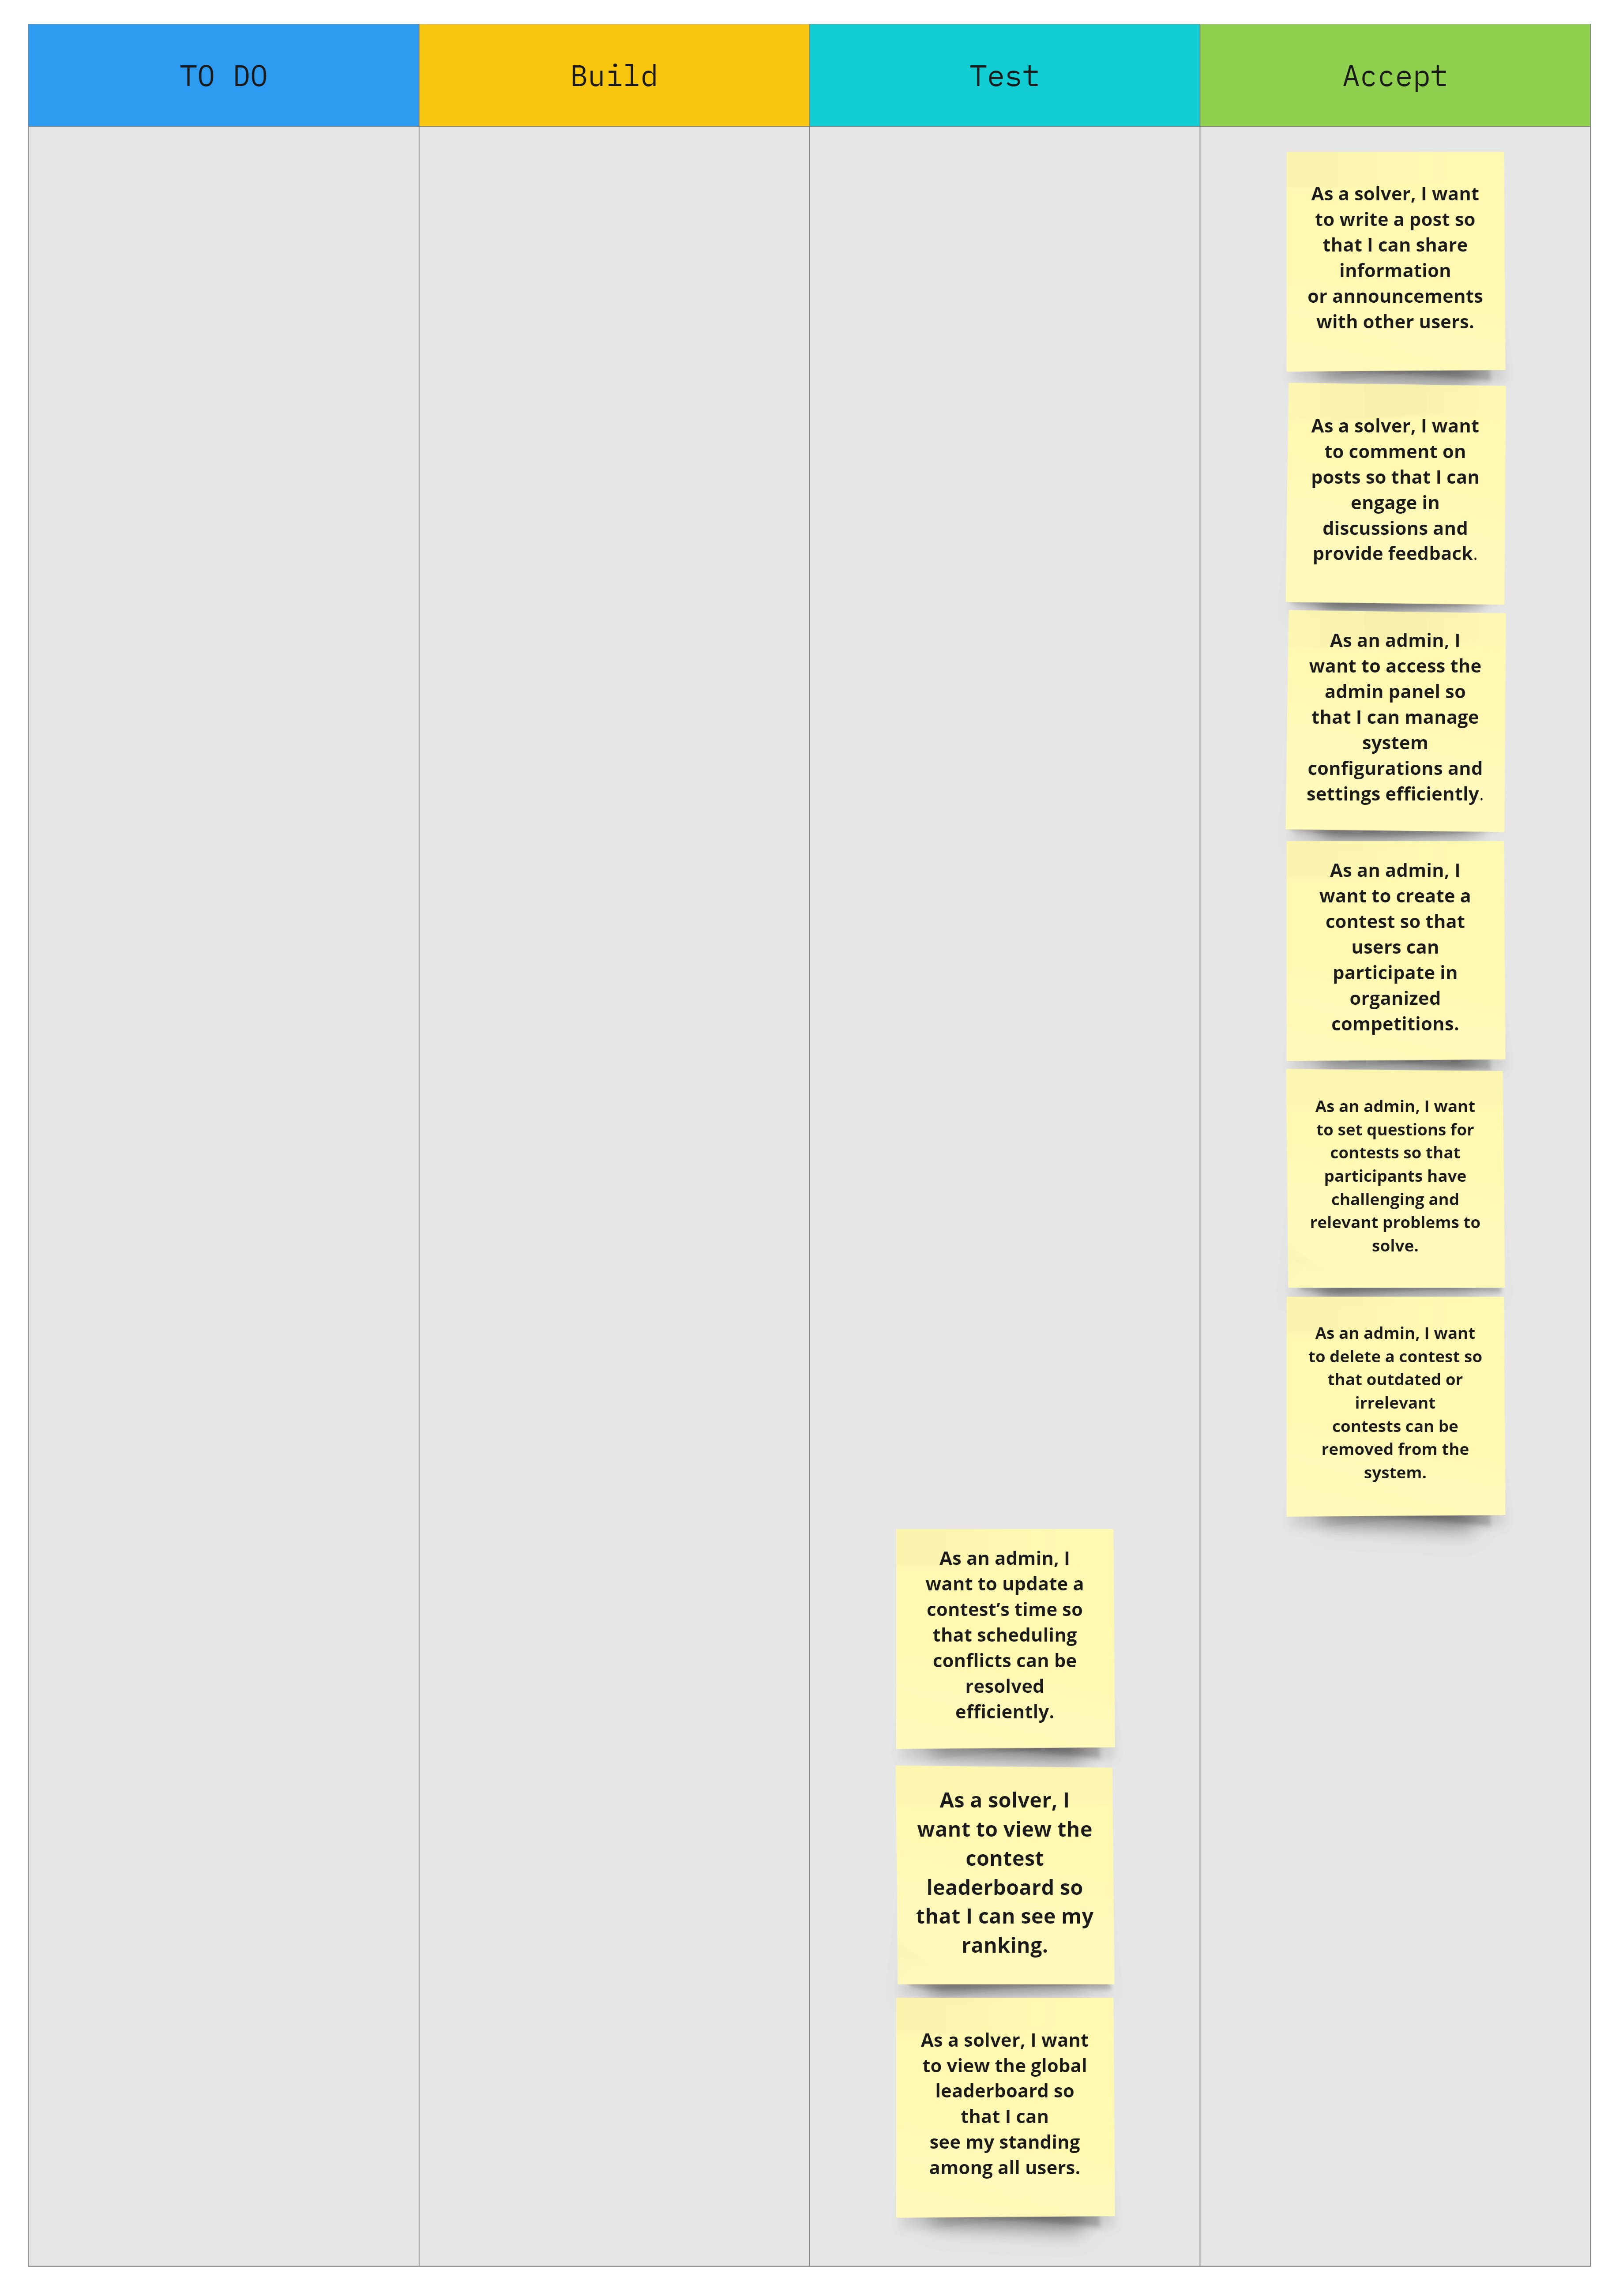 TO DO
Build
Test
Accept
As a solver, I want
to write a post so
that I can share
information
or announcements
with other users.
As a solver, I want
to comment on
posts so that I can
engage in
discussions and
provide feedback.
As an admin, I
want to access the
admin panel so
that I can manage
system
configurations and
settings efficiently.
As an admin, I
want to create a
contest so that
users can
participate in
organized
competitions.
As an admin, I want
to set questions for
contests so that
participants have
challenging and
relevant problems to
solve.
As an admin, I want
to delete a contest so
that outdated or
irrelevant
contests can be
removed from the
system.
As an admin, I
want to update a
contest’s time so
that scheduling
conflicts can be
resolved
efficiently.
As a solver, I
want to view the
contest
leaderboard so
that I can see my
ranking.
As a solver, I want
to view the global
leaderboard so
that I can
see my standing
among all users.